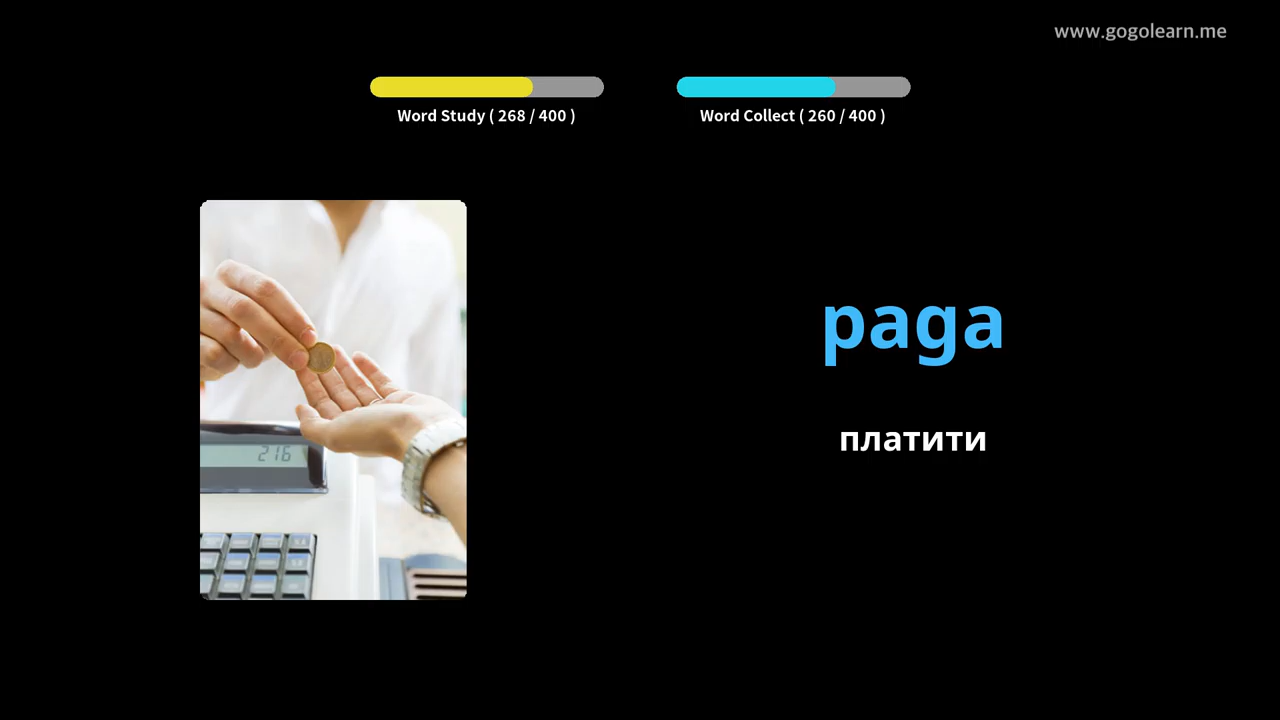 www.gogolearn.me
Word Study ( 268 / 400 )
Word Collect ( 260 / 400 )
paga
платити
216